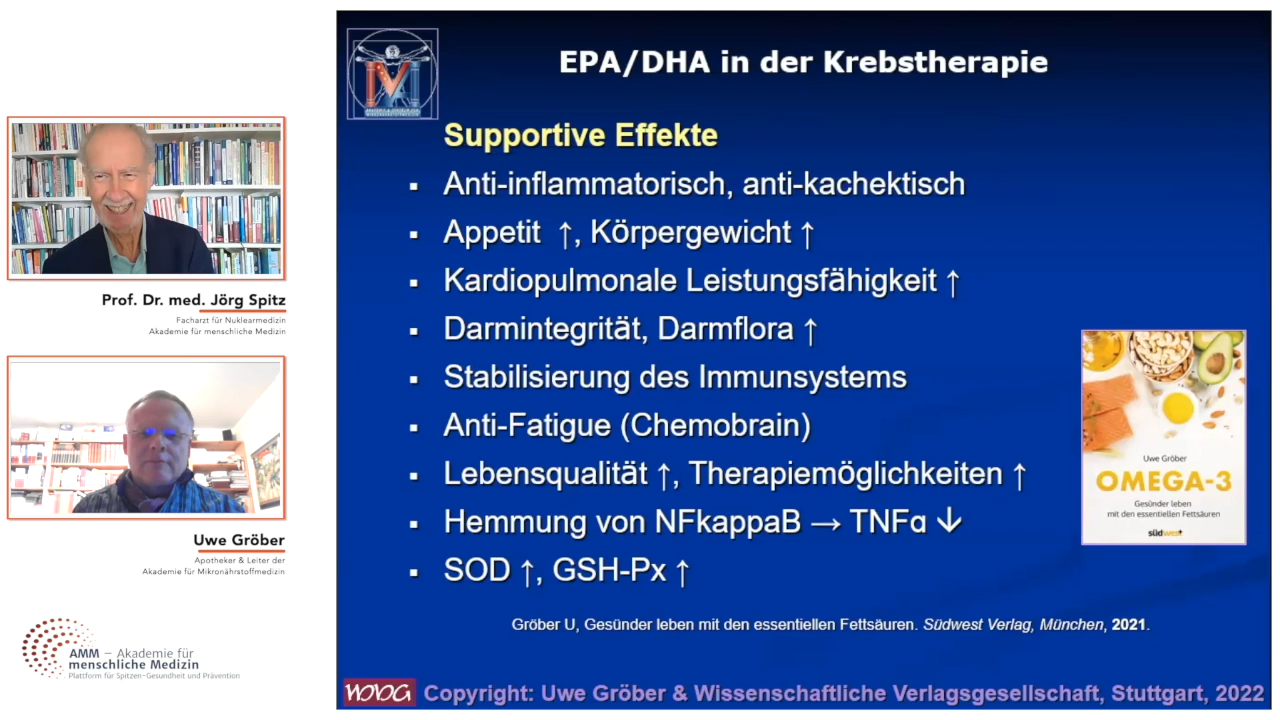 EPA/DHA in der Krebstherapie
Supportive Effekte
▪ Anti-inflammatorisch, anti-kachektisch
▪ Appetit ↑, Körpergewicht ↑
▪ Kardiopulmonale Leistungsfähigkeit ↑
▪ Darmintegrität, Darmflora ↑
▪ Stabilisierung des Immunsystems
▪ Anti-Fatigue (Chemobrain)
▪ Lebensqualität ↑, Therapiemöglichkeiten ↑
▪ Hemmung von NFkappaB → TNFα ↓
▪ SOD ↑, GSH-Px ↑
Gröber U, Gesünder leben mit den essentiellen Fettsäuren. Südwest Verlag, München, 2021.
Copyright: Uwe Gröber & Wissenschaftliche Verlagsgesellschaft, Stuttgart, 2022
Uwe Gröber
OMEGA-3
Gesünder leben
mit den essentiellen Fettsäuren
südwest
Prof. Dr. med. Jörg Spitz
Facharzt für Nuklearmedizin
Akademie für menschliche Medizin
Uwe Gröber
Apotheker & Leiter der
Akademie für Mikronährstoffmedizin
AMM – Akademie für
menschliche Medizin
Plattform für Spitzen-Gesundheit und Prävention